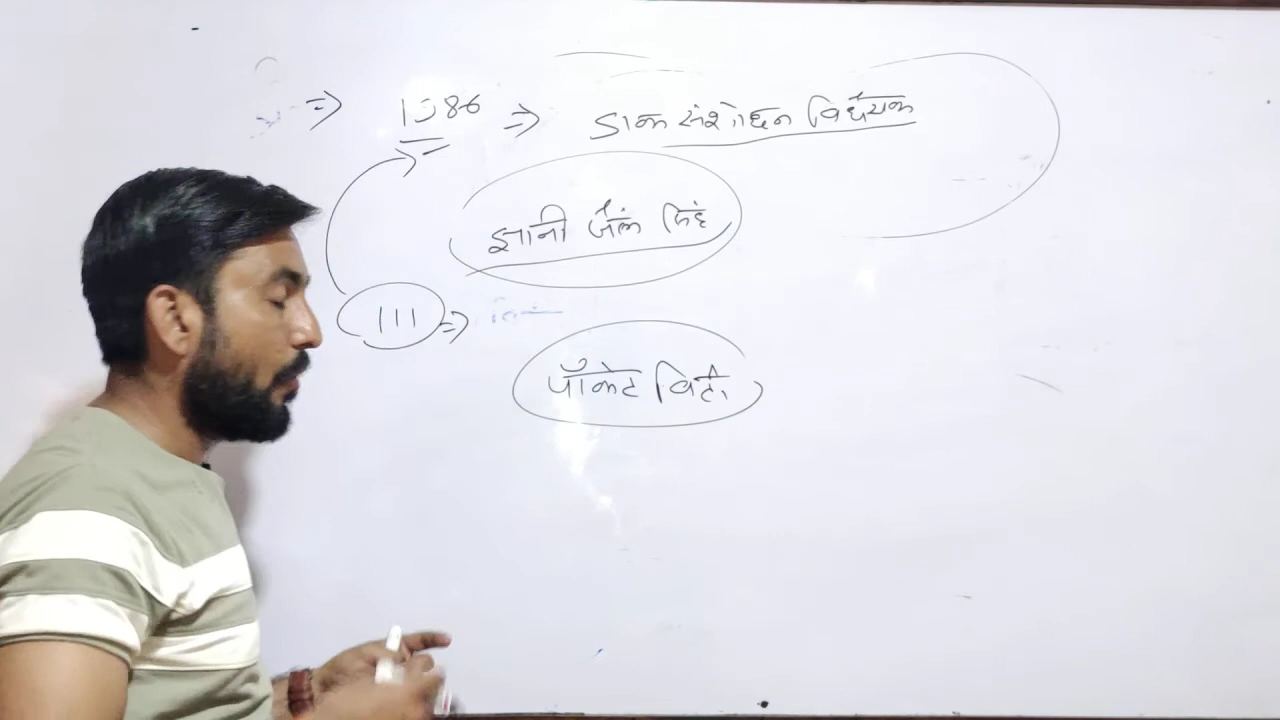 ⇒ 1986 ⇒ डाक संशोधन विधेयक
ज्ञानी जैल सिंह
111 ⇒
पॉकेट विटो